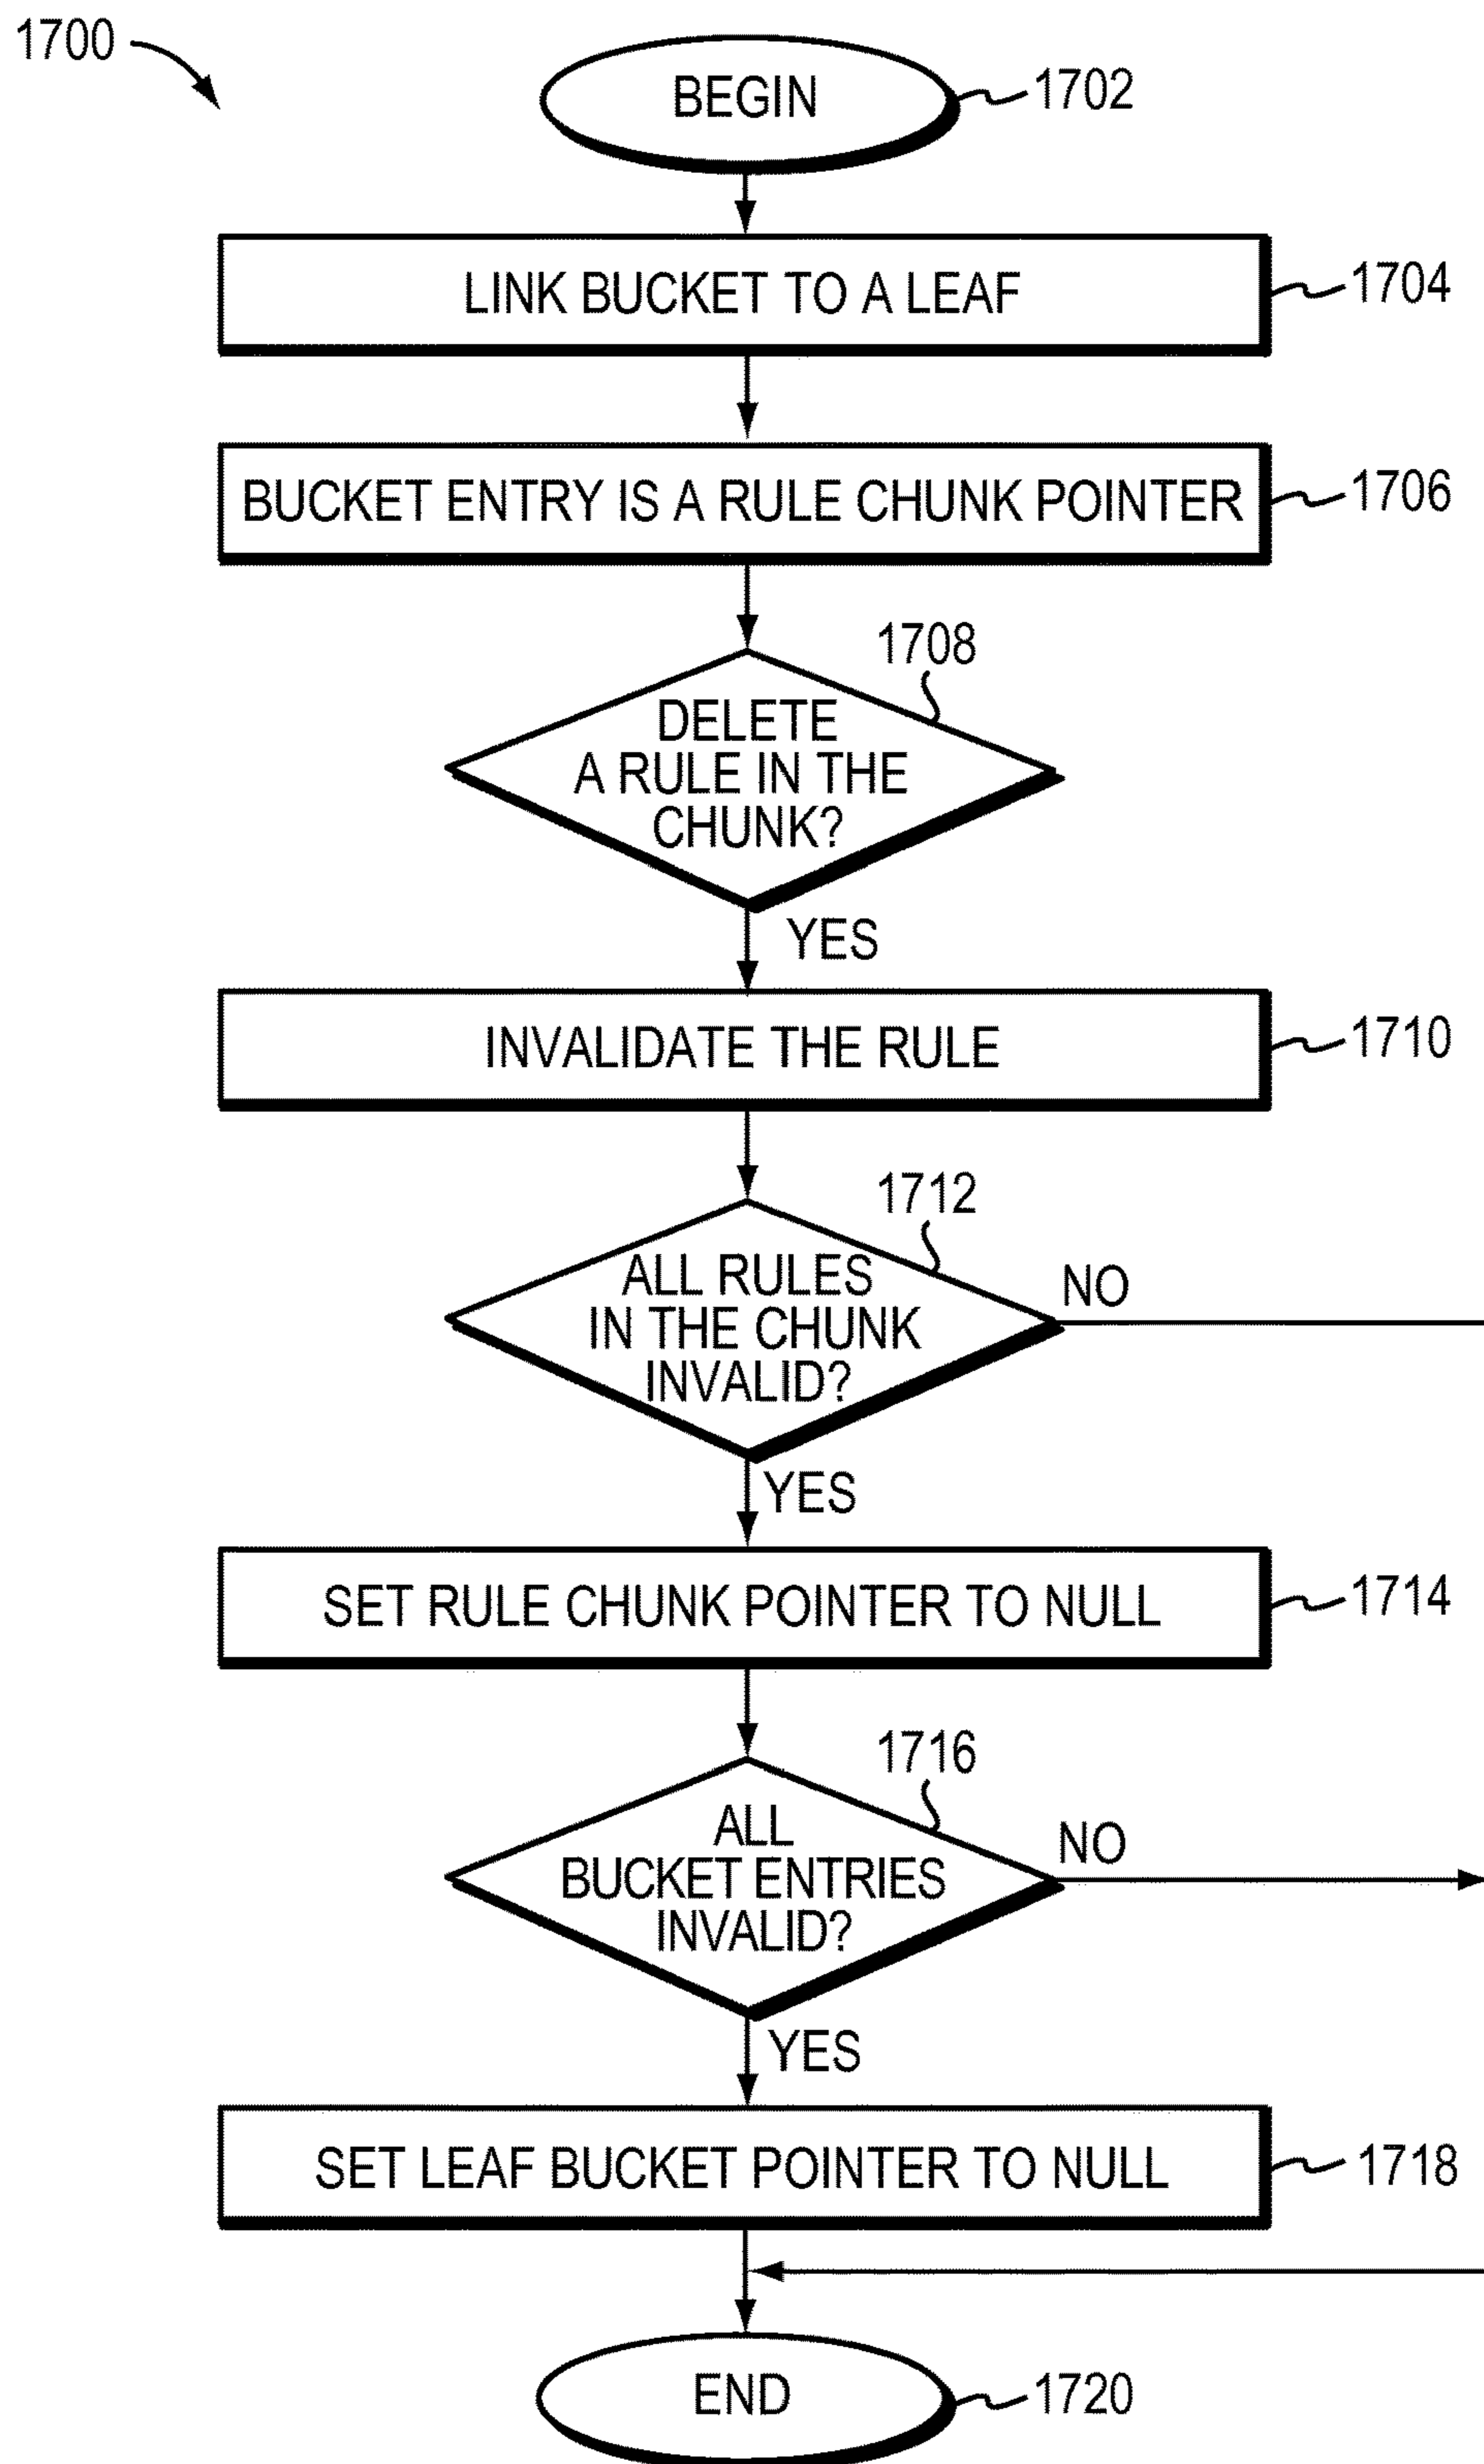 1700
BEGIN
1702
LINK BUCKET TO A LEAF
1704
BUCKET ENTRY IS A RULE CHUNK POINTER
1706
1708
DELETE
A RULE IN THE
CHUNK?
YES
INVALIDATE THE RULE
1710
1712
ALL RULES
IN THE CHUNK
INVALID?
NO
YES
SET RULE CHUNK POINTER TO NULL
1714
1716
ALL
BUCKET ENTRIES
INVALID?
NO
YES
SET LEAF BUCKET POINTER TO NULL
1718
END
1720